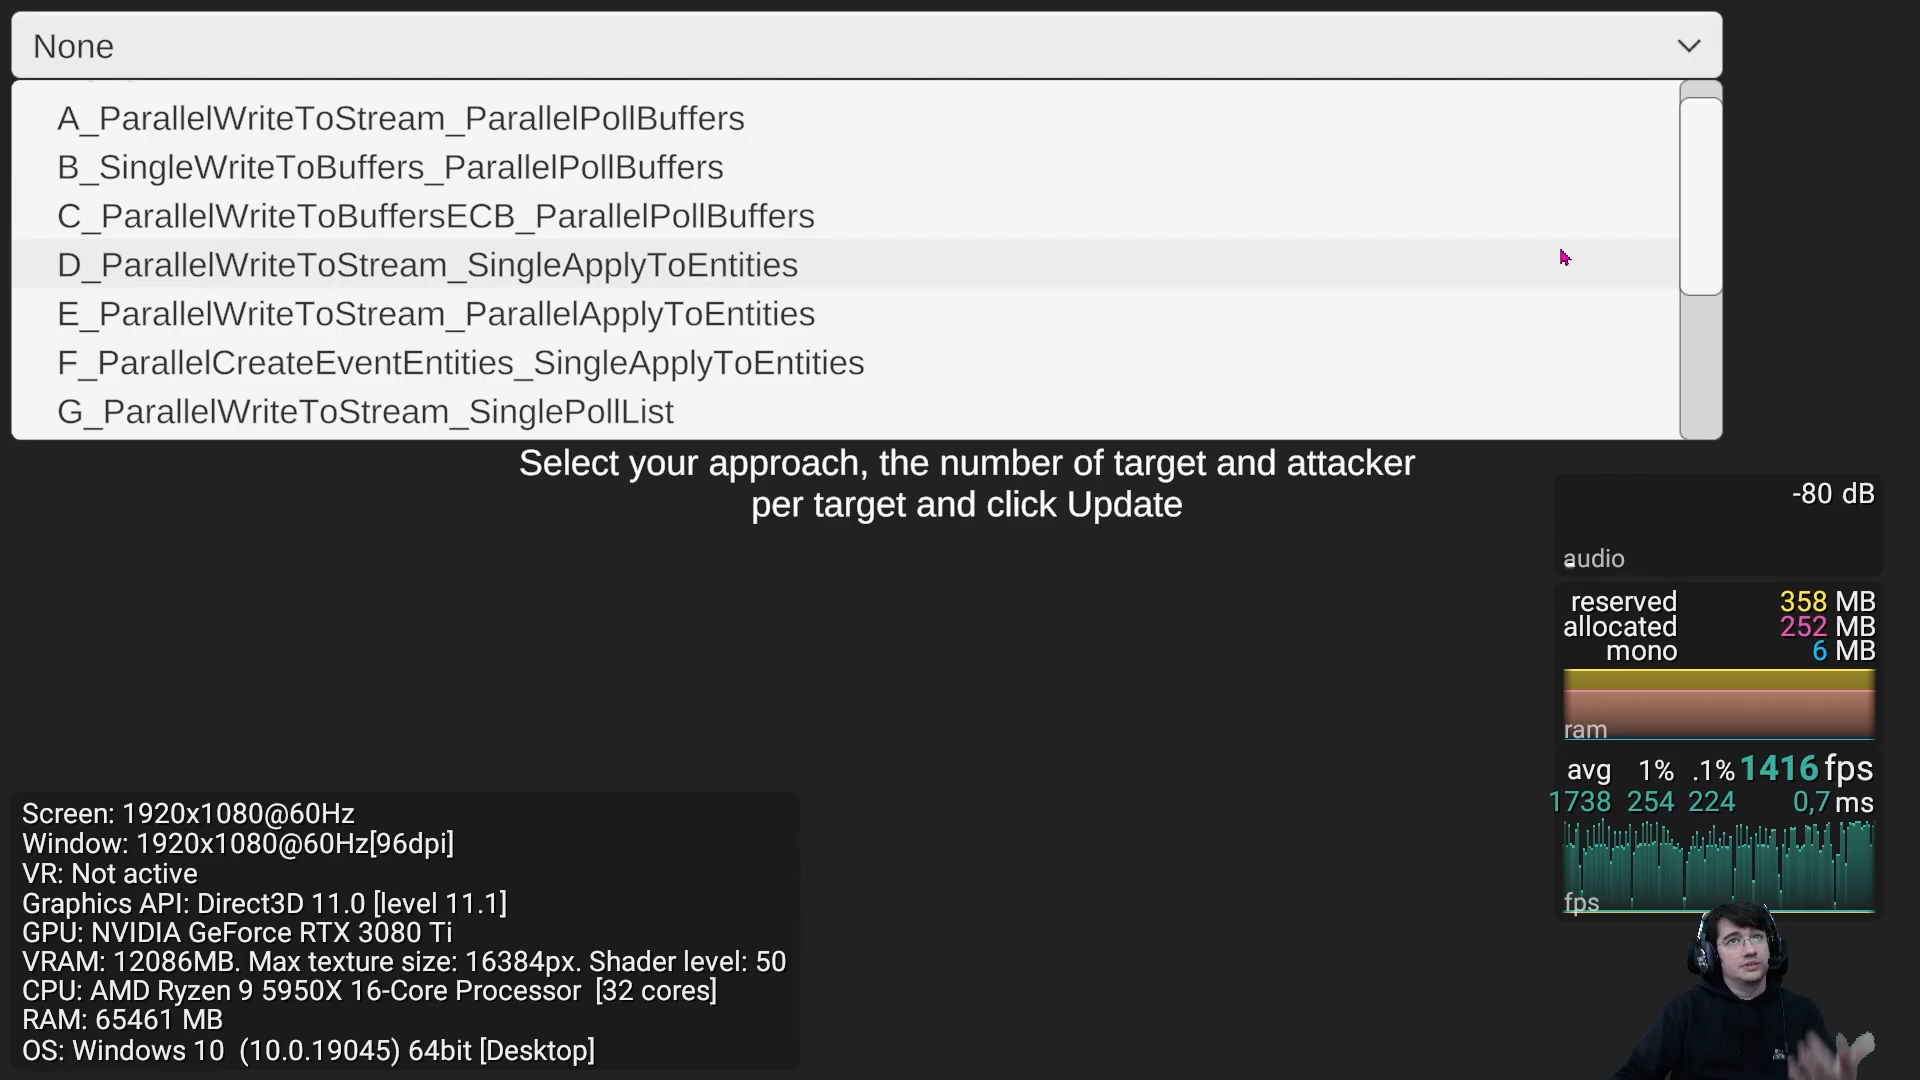 None
A_ParallelWriteToStream_ParallelPollBuffers
B_SingleWriteToBuffers_ParallelPollBuffers
C_ParallelWriteToBuffersECB_ParallelPollBuffers
D_ParallelWriteToStream_SingleApplyToEntities
E_ParallelWriteToStream_ParallelApplyToEntities
F_ParallelCreateEventEntities_SingleApplyToEntities
G_ParallelWriteToStream_SinglePollList
Select your approach, the number of target and attacker
per target and click Update
-80 dB
audio
reserved 358 MB
allocated 252 MB
mono 6 MB
ram
avg 1% .1% 1416 fps
1738 254 224 0,7 ms
fps
Screen: 1920x1080@60Hz
Window: 1920x1080@60Hz[96dpi]
VR: Not active
Graphics API: Direct3D 11.0 [level 11.1]
GPU: NVIDIA GeForce RTX 3080 Ti
VRAM: 12086MB. Max texture size: 16384px. Shader level: 50
CPU: AMD Ryzen 9 5950X 16-Core Processor [32 cores]
RAM: 65461 MB
OS: Windows 10 (10.0.19045) 64bit [Desktop]